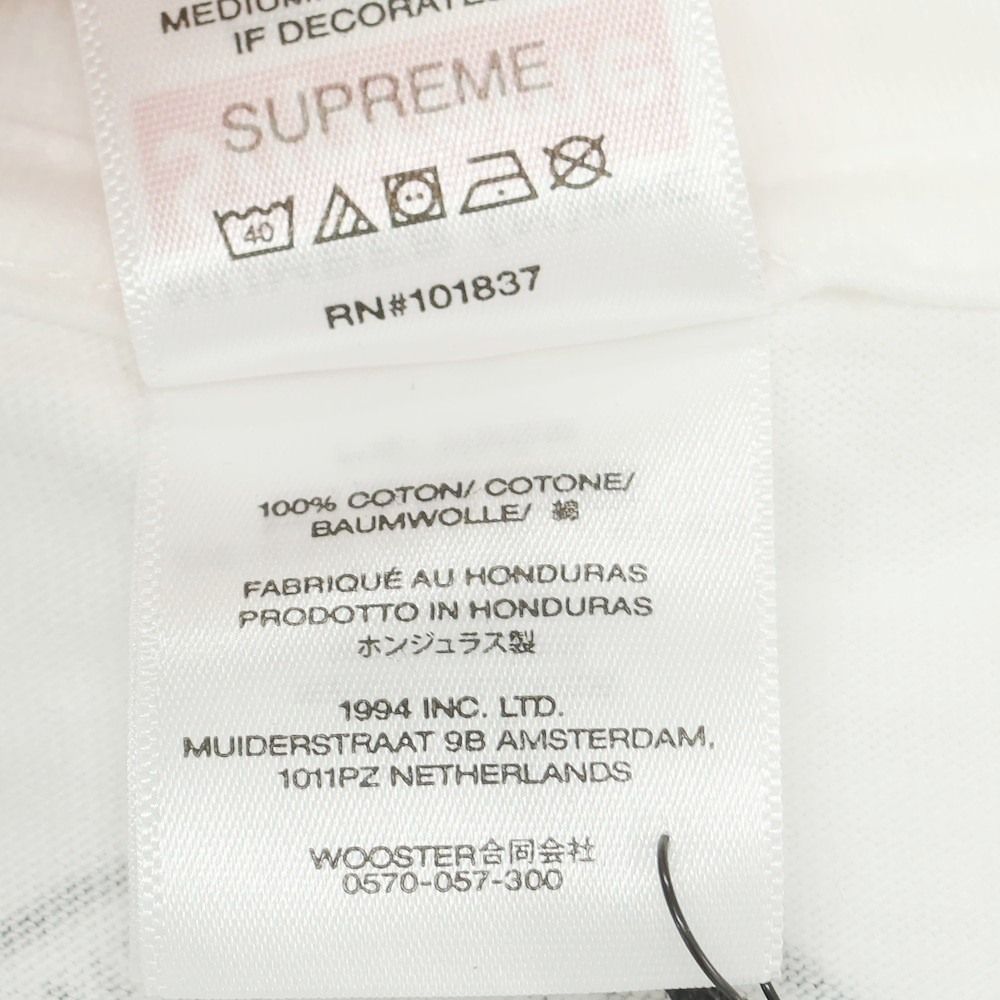 MEDIUM
IF DECORATE
SUPREME
40
RN#101837
100% COTON/ COTONE/
BAUMWOLLE/ 綿
FABRIQUÉ AU HONDURAS
PRODOTTO IN HONDURAS
ホンジュラス製
1994 INC. LTD.
MUIDERSTRAAT 9B AMSTERDAM,
1011PZ NETHERLANDS
WOOSTER合同会社
0570-057-300